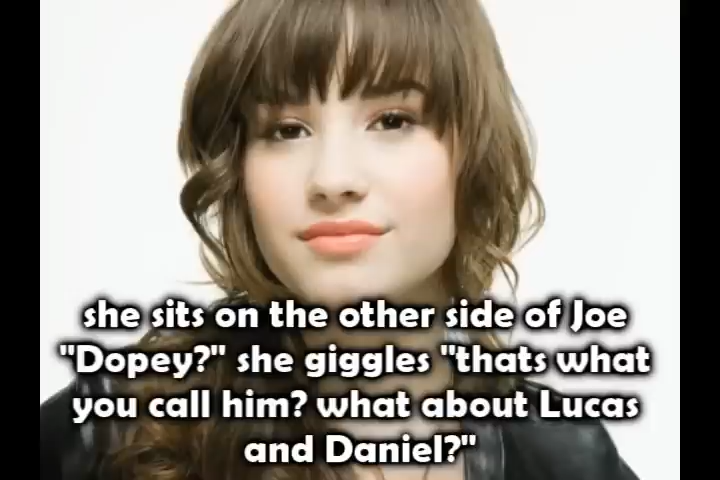 she sits on the other side of Joe
"Dopey?" she giggles "thats what
you call him? what about Lucas
and Daniel?"